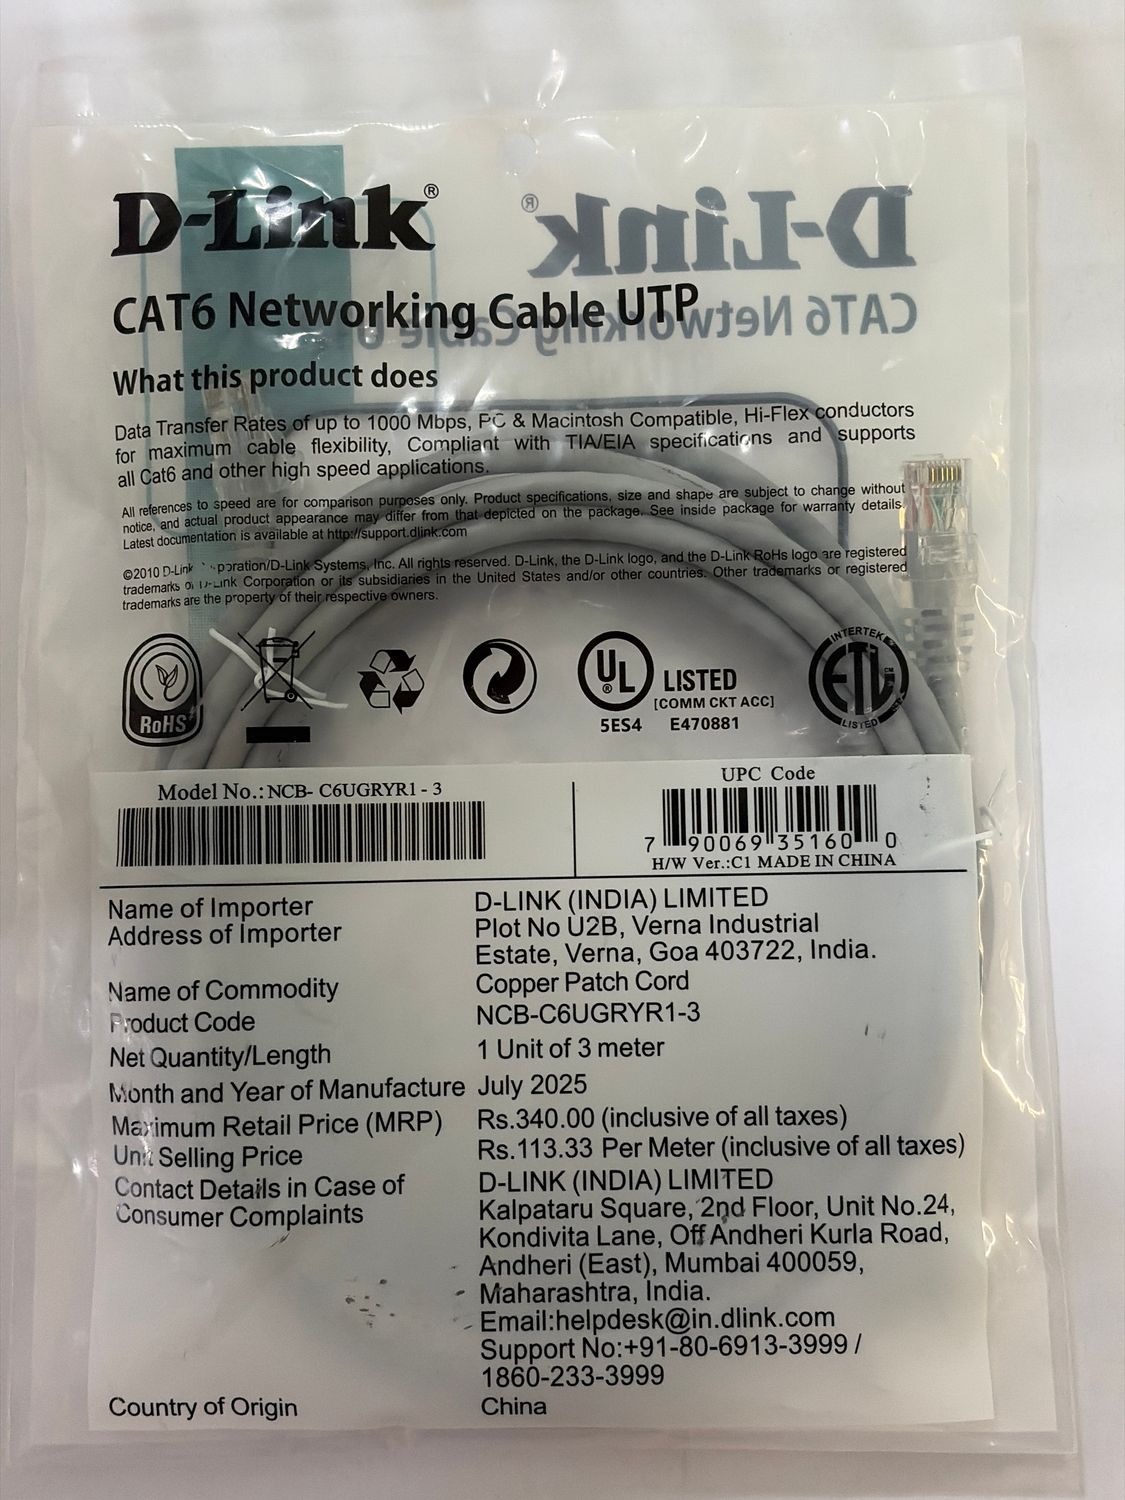 D-Link®
CAT6 Networking Cable UTP
What this product does
Data Transfer Rates of up to 1000 Mbps, PC & Macintosh Compatible, Hi-Flex conductors
for maximum cable flexibility, Compliant with TIA/EIA specifications and supports
all Cat6 and other high speed applications.
All references to speed are for comparison purposes only. Product specifications, size and shape are subject to change without
notice, and actual product appearance may differ from that depicted on the package. See inside package for warranty details.
Latest documentation is available at http://support.dlink.com
©2010 D-Link /D-Link Systems, Inc. All rights reserved. D-Link, the D-Link logo, and the D-Link RoHs logo are registered
trademarks of D-Link Corporation or its subsidiaries in the United States and/or other countries. Other trademarks or registered
trademarks are the property of their respective owners.
RoHS
UL®
LISTED
[COMM CKT ACC]
5ES4 E470881
INTERTEK
ETL CM
LISTED
Model No.: NCB- C6UGRYR1 - 3
UPC Code
7 90069 35160 0
H/W Ver.:C1 MADE IN CHINA
Name of Importer D-LINK (INDIA) LIMITED
Address of Importer Plot No U2B, Verna Industrial
Estate, Verna, Goa 403722, India.
Name of Commodity Copper Patch Cord
Product Code NCB-C6UGRYR1-3
Net Quantity/Length 1 Unit of 3 meter
Month and Year of Manufacture July 2025
Maximum Retail Price (MRP) Rs.340.00 (inclusive of all taxes)
Unit Selling Price Rs.113.33 Per Meter (inclusive of all taxes)
Contact Details in Case of D-LINK (INDIA) LIMITED
Consumer Complaints Kalpataru Square, 2nd Floor, Unit No.24,
Kondivita Lane, Off Andheri Kurla Road,
Andheri (East), Mumbai 400059,
Maharashtra, India.
Email:helpdesk@in.dlink.com
Support No:+91-80-6913-3999 /
1860-233-3999
Country of Origin China